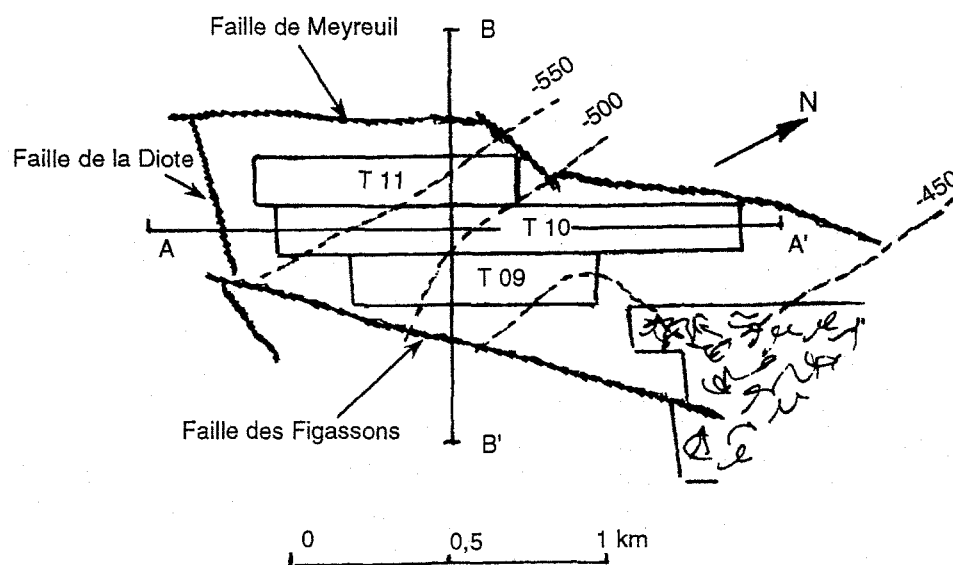 Faille de Meyreuil
B
-550
-500
N
Faille de la Diote
T 11
-450
A
T 10
A'
T 09
Faille des Figassons
B'
0
0,5
1 km